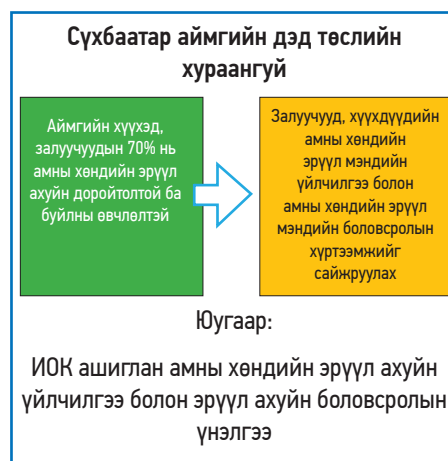 Сүхбаатар аймгийн дэд төслийн
хураангуй
Аймгийн хүүхэд,
залуучуудын 70% нь
амны хөндийн эрүүл
ахуйн доройтолтой ба
буйлны өвчлөлтэй
Залуучууд, хүүхдүүдийн
амны хөндийн
эрүүл мэндийн
үйлчилгээ болон
амны хөндийн эрүүл
мэндийн боловсролын
хүртээмжийг
сайжруулах
Юугаар:
ИОК ашиглан амны хөндийн эрүүл ахуйн
үйлчилгээ болон эрүүл ахуйн боловсролын
үнэлгээ